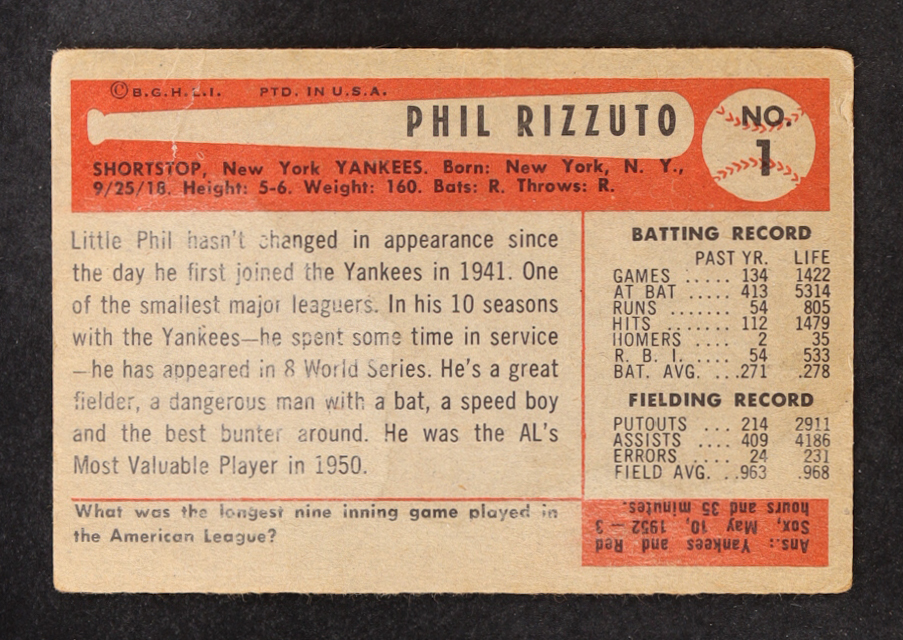 ©B.G.H.L.I. PTD. IN U.S.A.
PHIL RIZZUTO
NO.
1
SHORTSTOP, New York YANKEES. Born: New York, N. Y.,
9/25/18. Height: 5-6. Weight: 160. Bats: R. Throws: R.
Little Phil hasn't changed in appearance since
the day he first joined the Yankees in 1941. One
of the smallest major leaguers. In his 10 seasons
with the Yankees—he spent some time in service
—he has appeared in 8 World Series. He's a great
fielder, a dangerous man with a bat, a speed boy
and the best bunter around. He was the AL's
Most Valuable Player in 1950.
BATTING RECORD
PAST YR. LIFE
GAMES ..... 134 1422
AT BAT ..... 413 5314
RUNS ....... 54 805
HITS ....... 112 1479
HOMERS .... 2 35
R. B. I. .... 54 533
BAT. AVG. ...271 .278
FIELDING RECORD
PUTOUTS ... 214 2911
ASSISTS .... 409 4186
ERRORS .... 24 231
FIELD AVG. ..963 .968
What was the longest nine inning game played in
the American League?
Ans.: Yankees and Red
Sox, May 10, 1952 — 3
hours and 35 minutes.